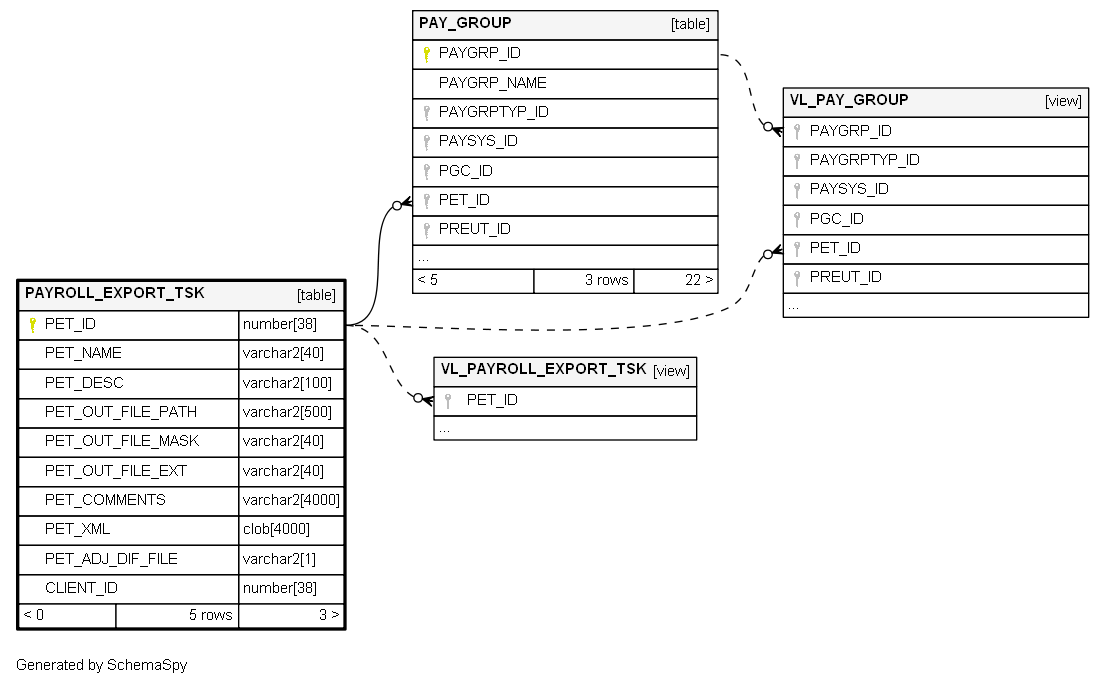 PAY_GROUP [table]
PAYGRP_ID
PAYGRP_NAME
PAYGRPTYP_ID
PAYSYS_ID
PGC_ID
PET_ID
PREUT_ID
...
< 5 3 rows 22 >
VL_PAY_GROUP [view]
PAYGRP_ID
PAYGRPTYP_ID
PAYSYS_ID
PGC_ID
PET_ID
PREUT_ID
...
PAYROLL_EXPORT_TSK [table]
PET_ID number[38]
PET_NAME varchar2[40]
PET_DESC varchar2[100]
PET_OUT_FILE_PATH varchar2[500]
PET_OUT_FILE_MASK varchar2[40]
PET_OUT_FILE_EXT varchar2[40]
PET_COMMENTS varchar2[4000]
PET_XML clob[4000]
PET_ADJ_DIF_FILE varchar2[1]
CLIENT_ID number[38]
< 0 5 rows 3 >
VL_PAYROLL_EXPORT_TSK [view]
PET_ID
...
Generated by SchemaSpy